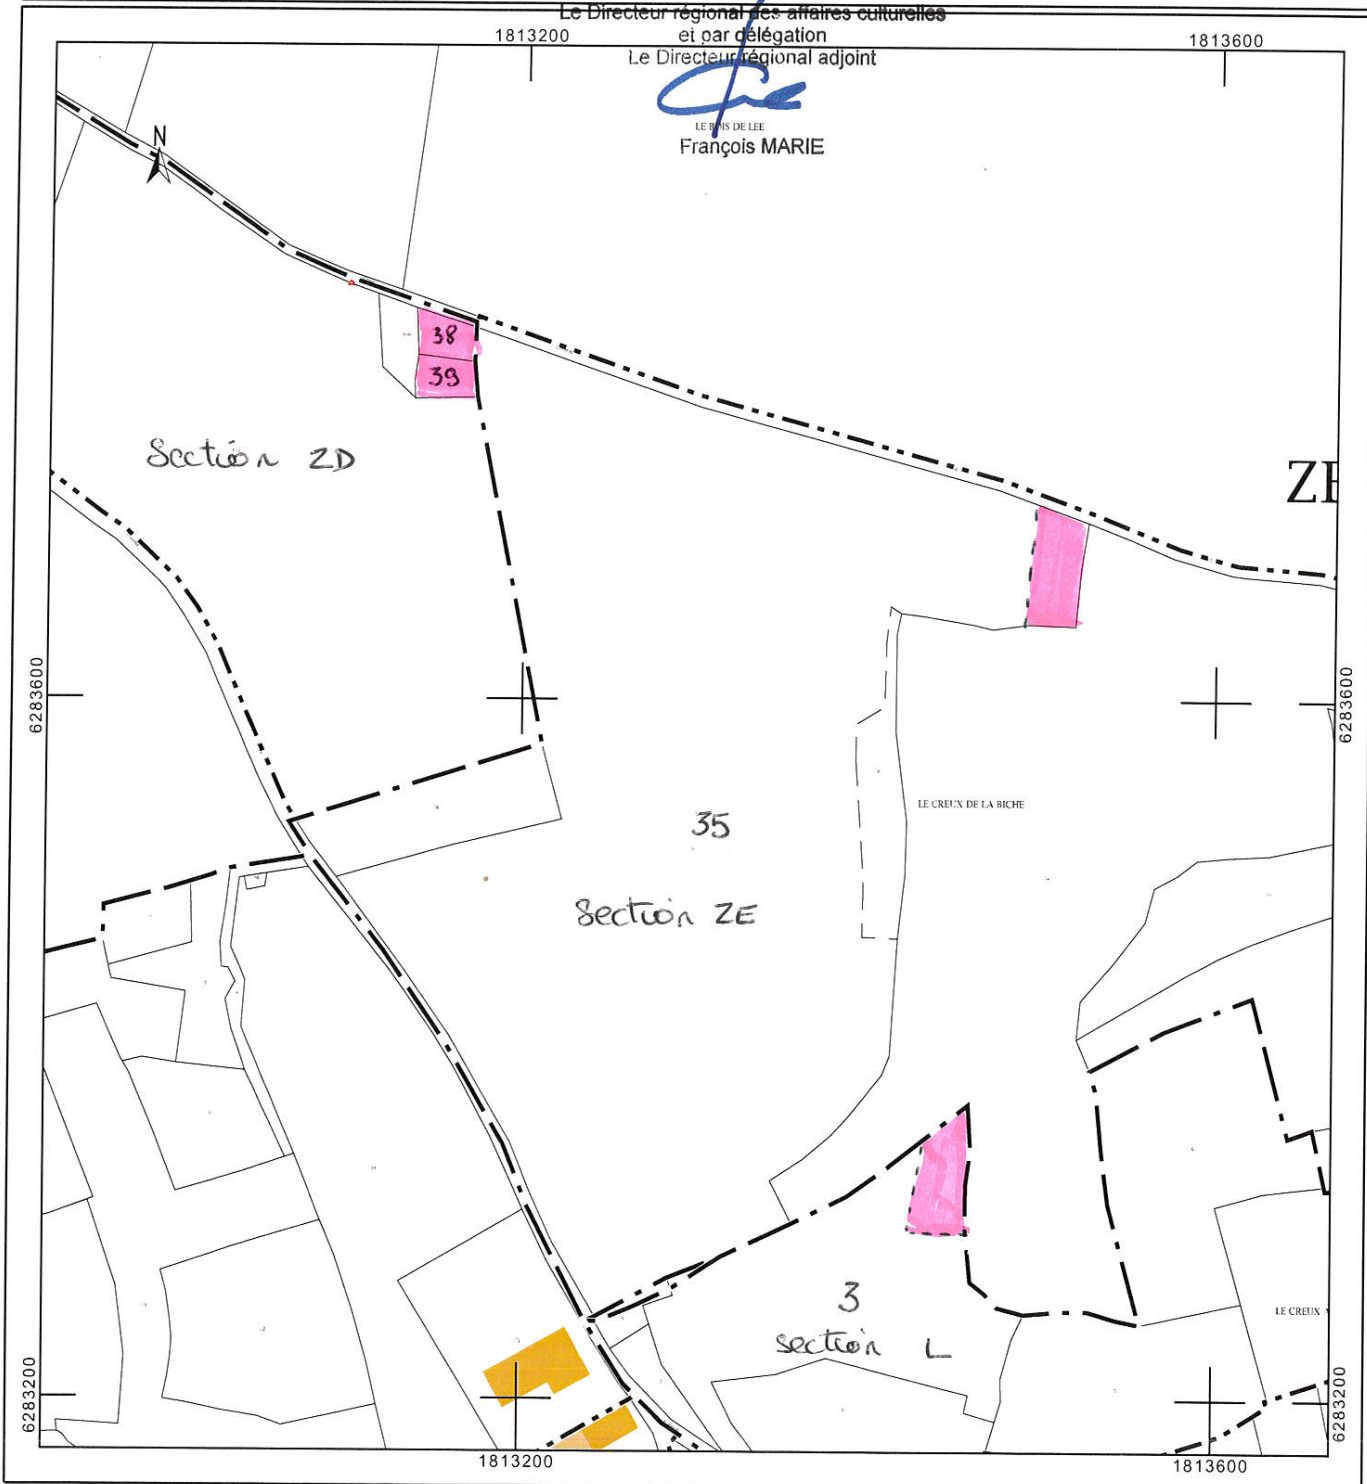 Le Directeur régional des affaires culturelles
et par délégation
Le Directeur régional adjoint
1813200
1813600
LE BOIS DE LEE
François MARIE
N
38
39
Section ZD
ZE
6283600
6283600
LE CREUX DE LA BICHE
35
Section ZE
3
section L
LE CREUX
6283200
6283200
1813200
1813600